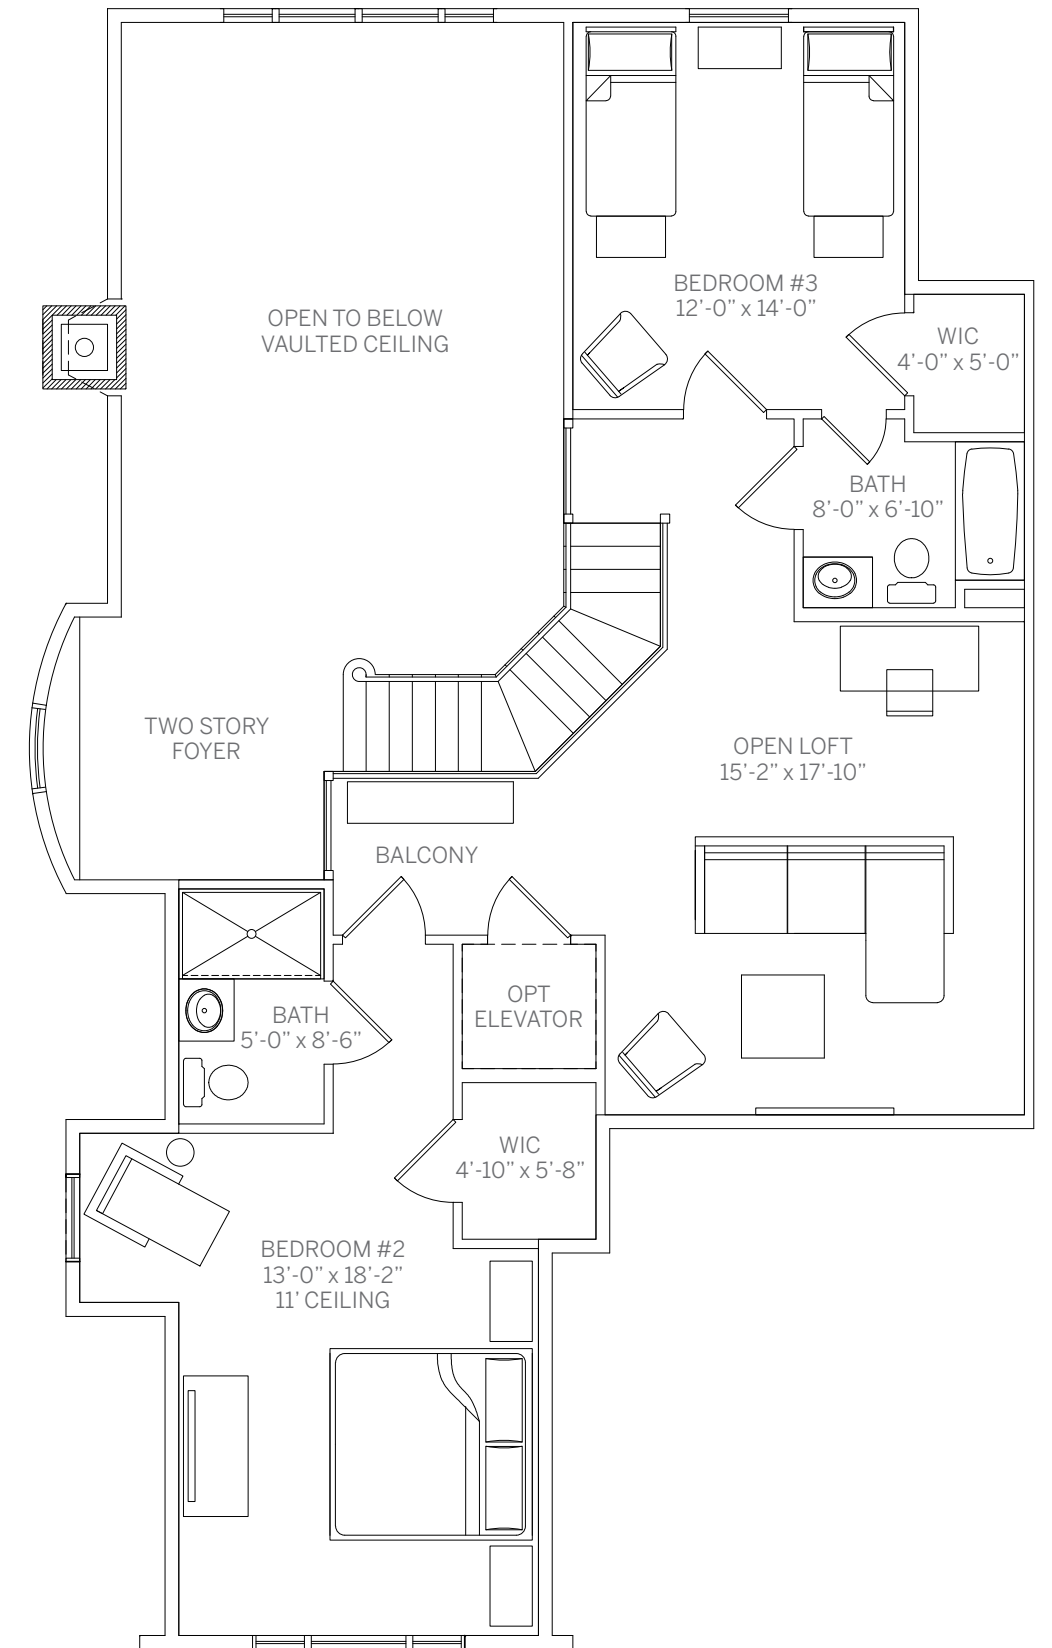 BEDROOM #3
12’-0” x 14’-0”
OPEN TO BELOW
VAULTED CEILING
WIC
4’-0” x 5’-0”
BATH
8’-0” x 6’-10”
TWO STORY
FOYER
OPEN LOFT
15’-2” x 17’-10”
BALCONY
OPT
ELEVATOR
BATH
5’-0” x 8’-6”
WIC
4’-10” x 5’-8”
BEDROOM #2
13’-0” x 18’-2”
11’ CEILING